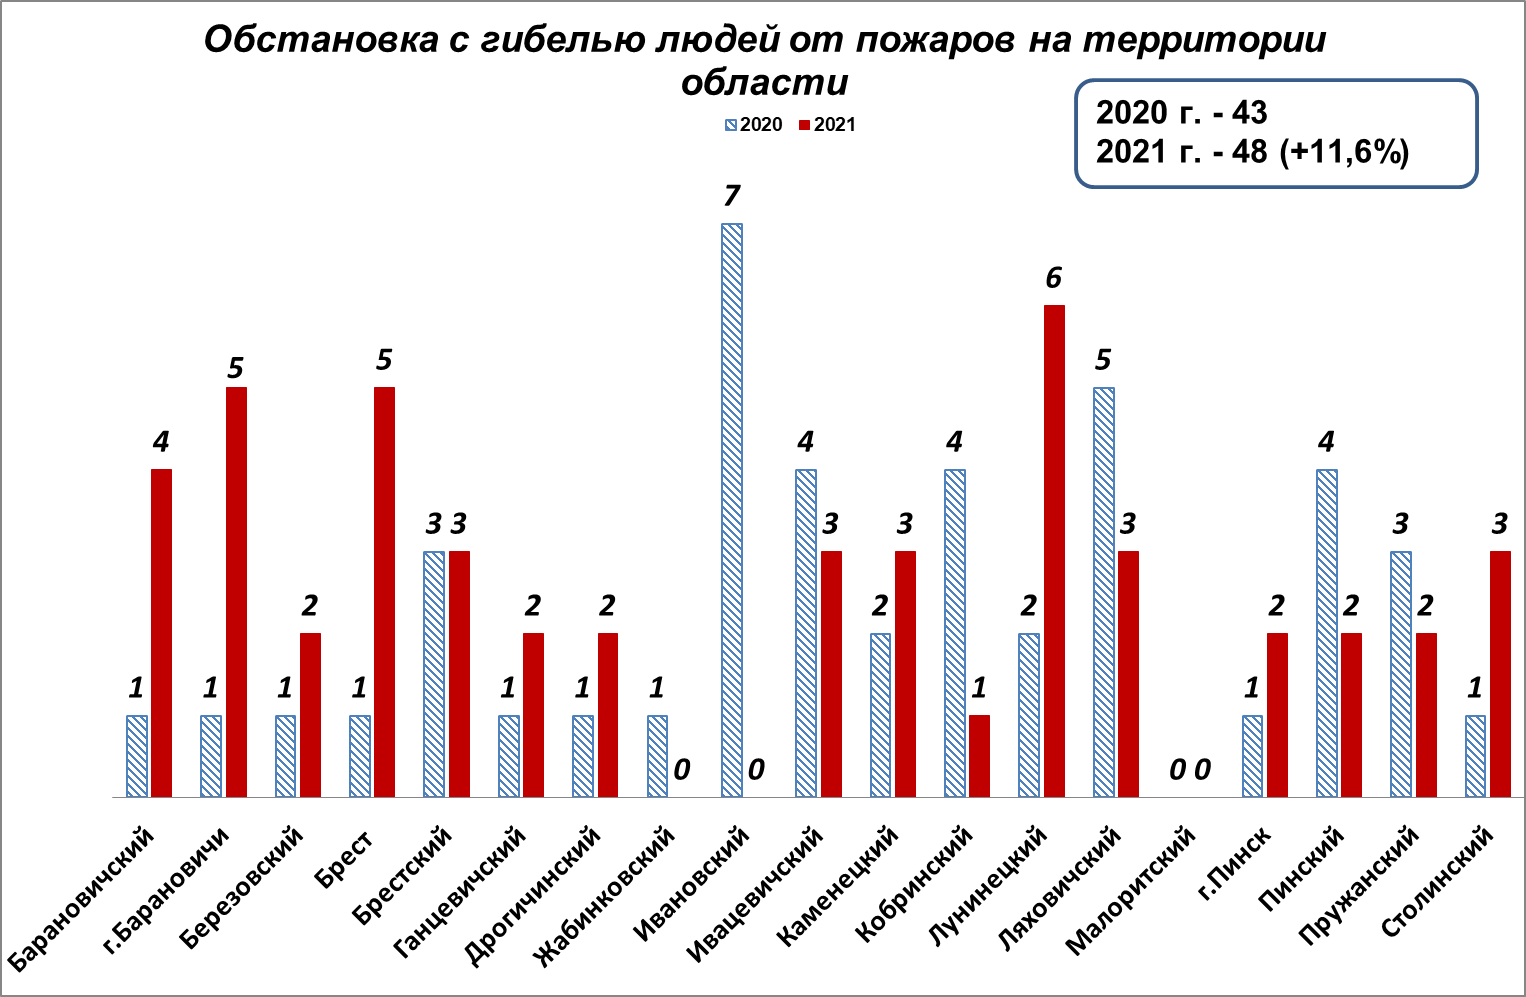 Обстановка с гибелью людей от пожаров на территории
области
2020 г. - 43
2021 г. - 48 (+11,6%)
2020 2021
1 4 1 5 1 2 1 5 3 3 1 2 1 2 1 0 7 0 4 3 2 3 4 1 2 6 5 3 0 0 1 2 4 2 3 2 1 3
Барановичский
г.Барановичи
Березовский
Брест
Брестский
Ганцевичский
Дрогичинский
Жабинковский
Ивановский
Ивацевичский
Каменецкий
Кобринский
Лунинецкий
Ляховичский
Малоритский
г.Пинск
Пинский
Пружанский
Столинский